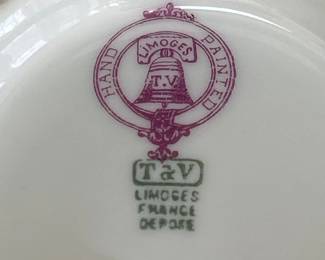 HAND PAINTED
LIMOGES
T.V.
T&V
LIMOGES
FRANCE
DEPOSE